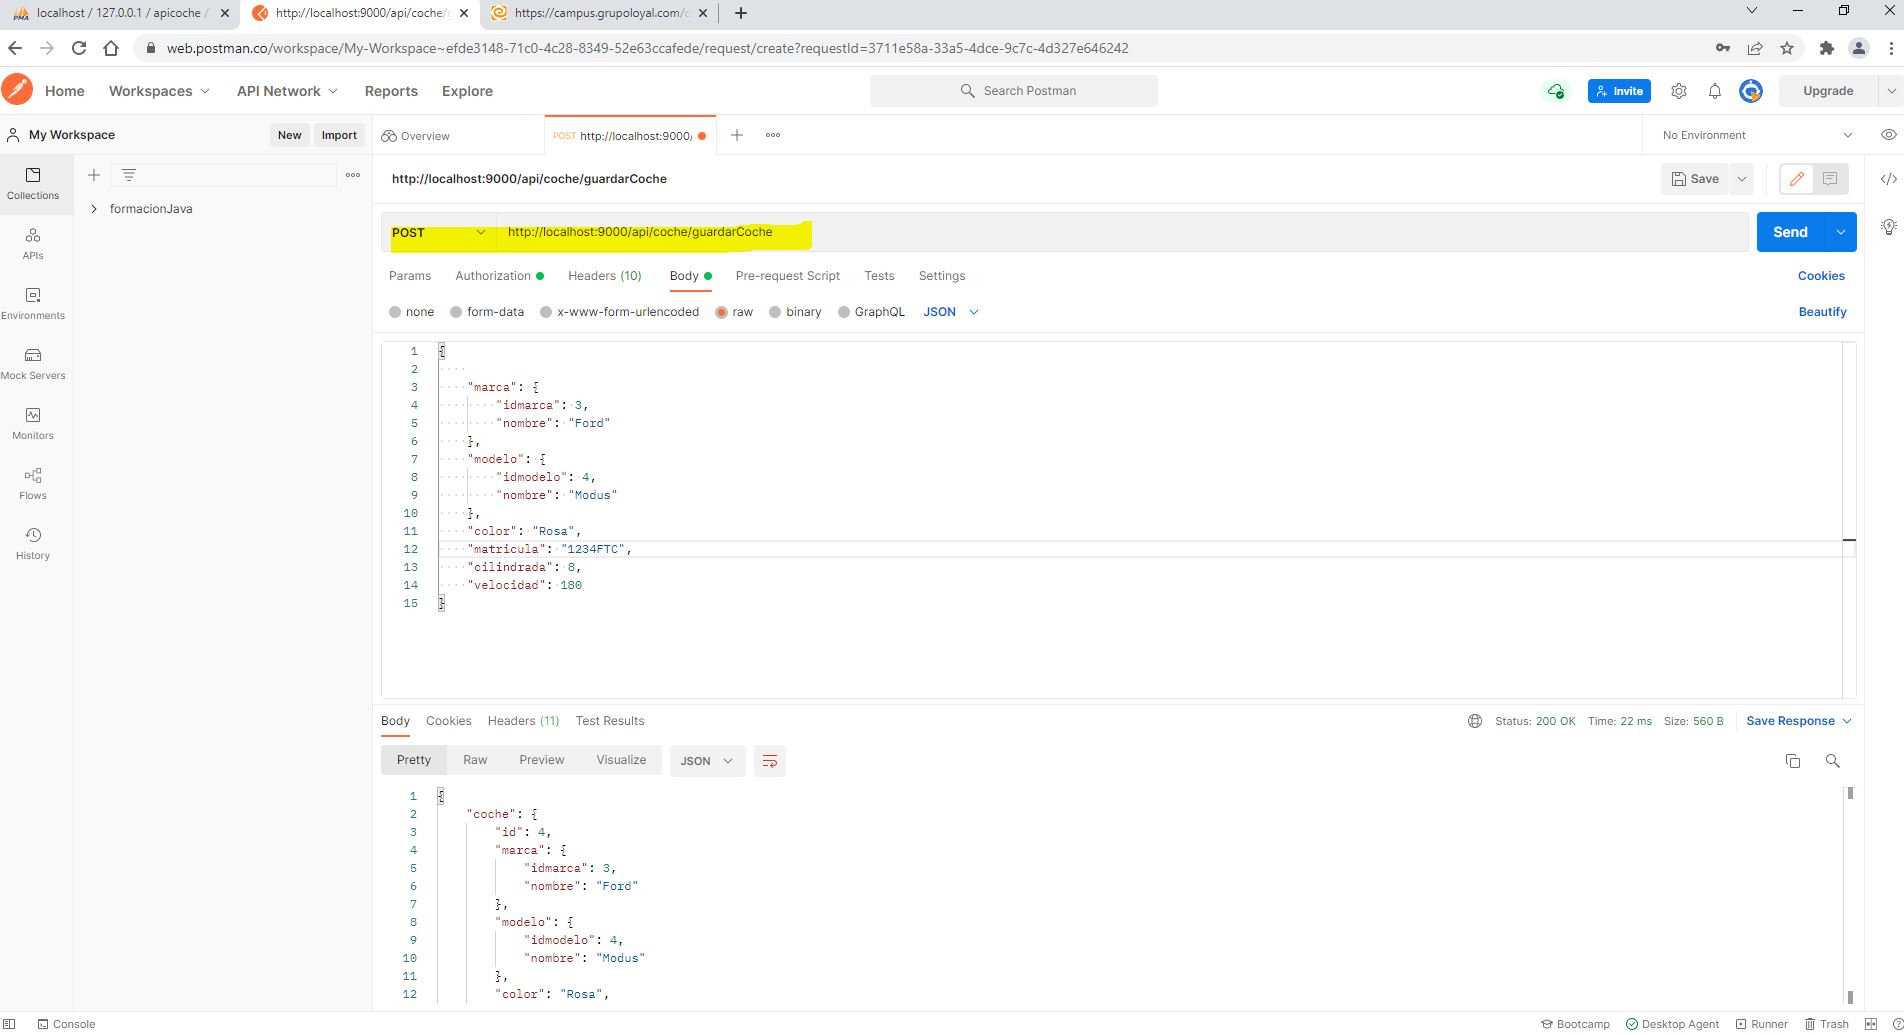 localhost / 127.0.0.1 / apicoche /
http://localhost:9000/api/coche/g
https://campus.grupoloyal.com/c
web.postman.co/workspace/My-Workspace~efde3148-71c0-4c28-8349-52e63ccafede/request/create?requestId=3711e58a-33a5-4dce-9c7c-4d327e646242
Home Workspaces API Network Reports Explore Search Postman Invite Upgrade
My Workspace New Import Overview POST http://localhost:9000/ No Environment
Collections
formacionJava
APIs
Environments
Mock Servers
Monitors
Flows
History
http://localhost:9000/api/coche/guardarCoche Save
POST http://localhost:9000/api/coche/guardarCoche Send
Params Authorization Headers (10) Body Pre-request Script Tests Settings Cookies
none form-data x-www-form-urlencoded raw binary GraphQL JSON Beautify
1 {
2
3 "marca": {
4 "idmarca": 3,
5 "nombre": "Ford"
6 },
7 "modelo": {
8 "idmodelo": 4,
9 "nombre": "Modus"
10 },
11 "color": "Rosa",
12 "matricula": "1234FTC",
13 "cilindrada": 8,
14 "velocidad": 180
15 }
Body Cookies Headers (11) Test Results Status: 200 OK Time: 22 ms Size: 560 B Save Response
Pretty Raw Preview Visualize JSON
1 {
2 "coche": {
3 "id": 4,
4 "marca": {
5 "idmarca": 3,
6 "nombre": "Ford"
7 },
8 "modelo": {
9 "idmodelo": 4,
10 "nombre": "Modus"
11 },
12 "color": "Rosa",
Console Bootcamp Desktop Agent Runner Trash